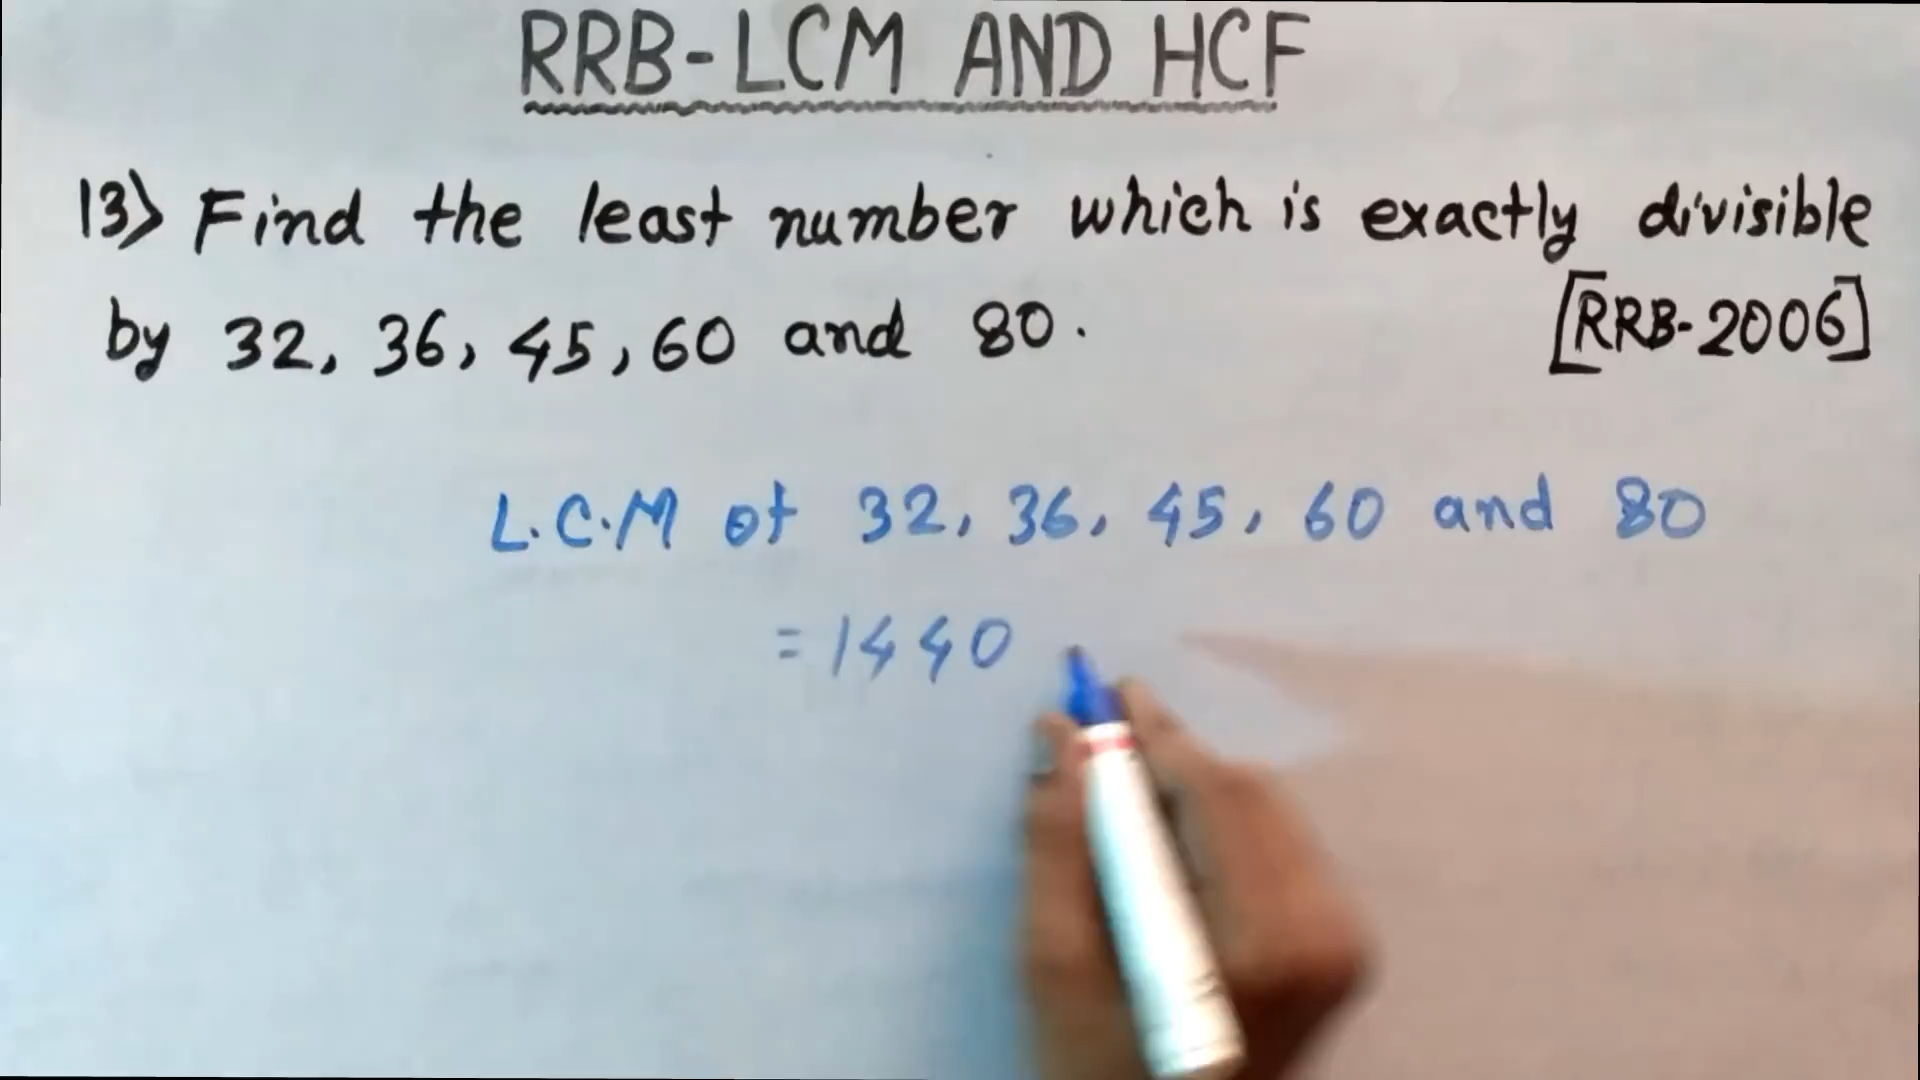 RRB-LCM AND HCF
13) Find the least number which is exactly divisible
by 32, 36, 45, 60 and 80. [RRB-2006]
L.C.M of 32, 36, 45, 60 and 80
= 1440